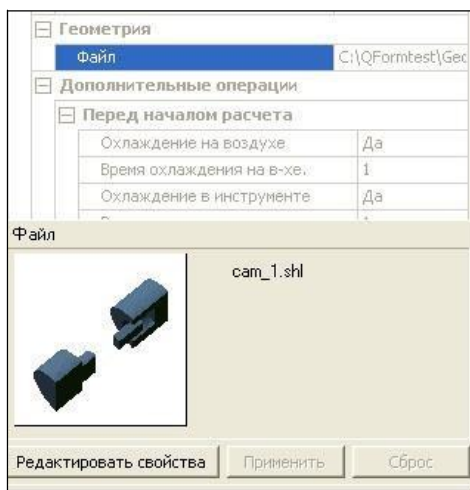 Геометрия
Файл C:\QFormtest\Geo
Дополнительные операции
Перед началом расчета
Охлаждение на воздухе Да
Время охлаждения на в-хе. 1
Охлаждение в инструменте Да
Файл
cam_1.shl
Редактировать свойства Применить Сброс